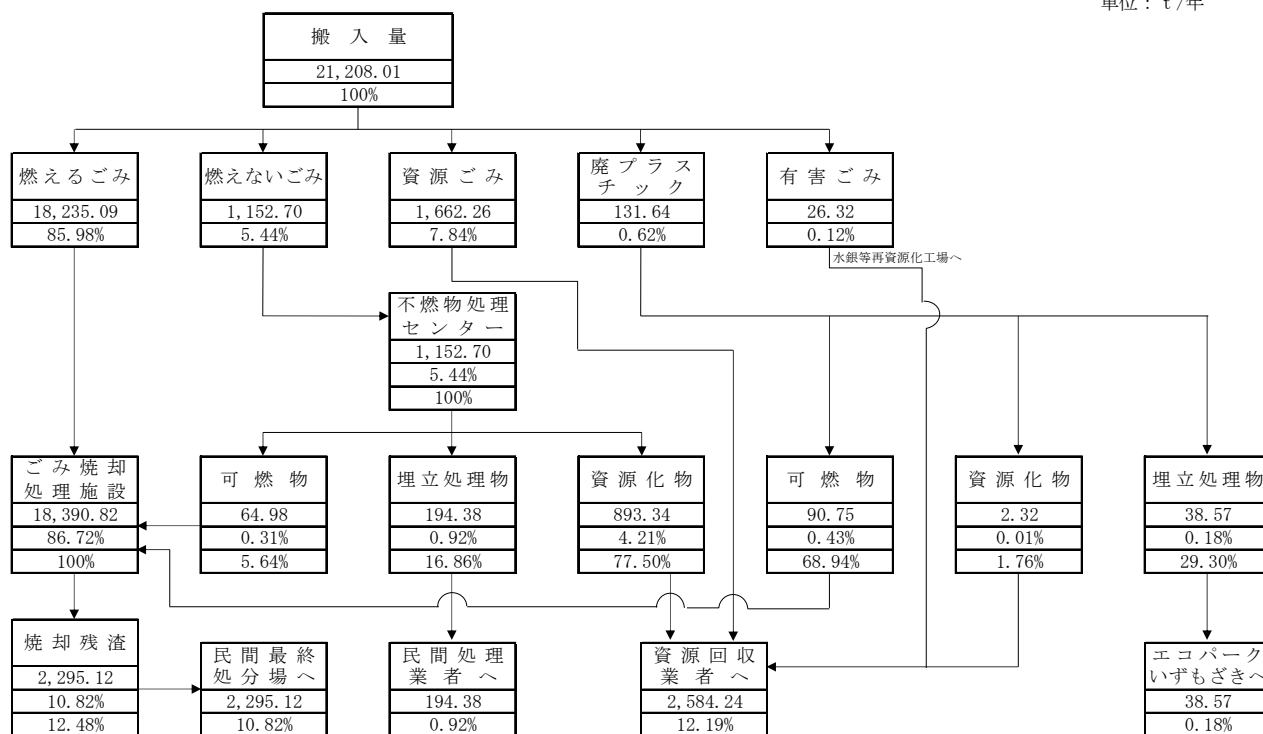 単位：ｔ/年
搬入量
21,208.01
100%
燃えるごみ
18,235.09
85.98%
燃えないごみ
1,152.70
5.44%
資源ごみ
1,662.26
7.84%
廃プラス
チック
131.64
0.62%
有害ごみ
26.32
0.12%
水銀等再資源化工場へ
不燃物処理
センター
1,152.70
5.44%
100%
ごみ焼却
処理施設
18,390.82
86.72%
100%
可燃物
64.98
0.31%
5.64%
埋立処理物
194.38
0.92%
16.86%
資源化物
893.34
4.21%
77.50%
可燃物
90.75
0.43%
68.94%
資源化物
2.32
0.01%
1.76%
埋立処理物
38.57
0.18%
29.30%
焼却残渣
2,295.12
10.82%
12.48%
民間最終
処分場へ
2,295.12
10.82%
民間処理
業者へ
194.38
0.92%
資源回収
業者へ
2,584.24
12.19%
エコパーク
いずもざきへ
38.57
0.18%